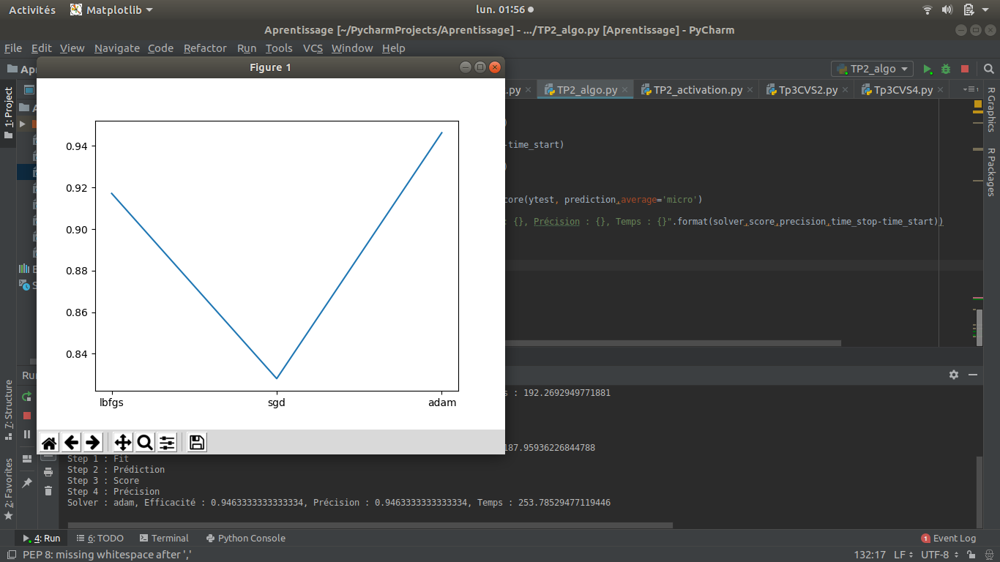 Activités Matplotlib lun. 01:56
Aprentissage [~/PycharmProjects/Aprentissage] - .../TP2_algo.py [Aprentissage] - PyCharm
File Edit View Navigate Code Refactor Run Tools VCS Window Help
Figure 1
TP2_algo
.py TP2_algo.py TP2_activation.py Tp3CVS2.py Tp3CVS4.py
1: Project
R Graphics
R Packages
0.94
0.92
0.90
0.88
0.86
0.84
lbfgs sgd adam
)
-time_start)
)
core(ytest, prediction,average='micro')
: {}, Précision : {}, Temps : {}".format(solver,score,precision,time_stop-time_start))
7: Structure
2: Favorites
s : 192.2692949771881
187.95936226844788
Step 1 : Fit
Step 2 : Prédiction
Step 3 : Score
Step 4 : Précision
Solver : adam, Efficacité : 0.9463333333333334, Précision : 0.9463333333333334, Temps : 253.78529477119446
4: Run 6: TODO Terminal Python Console 1 Event Log
PEP 8: missing whitespace after ',' 132:17 LF UTF-8